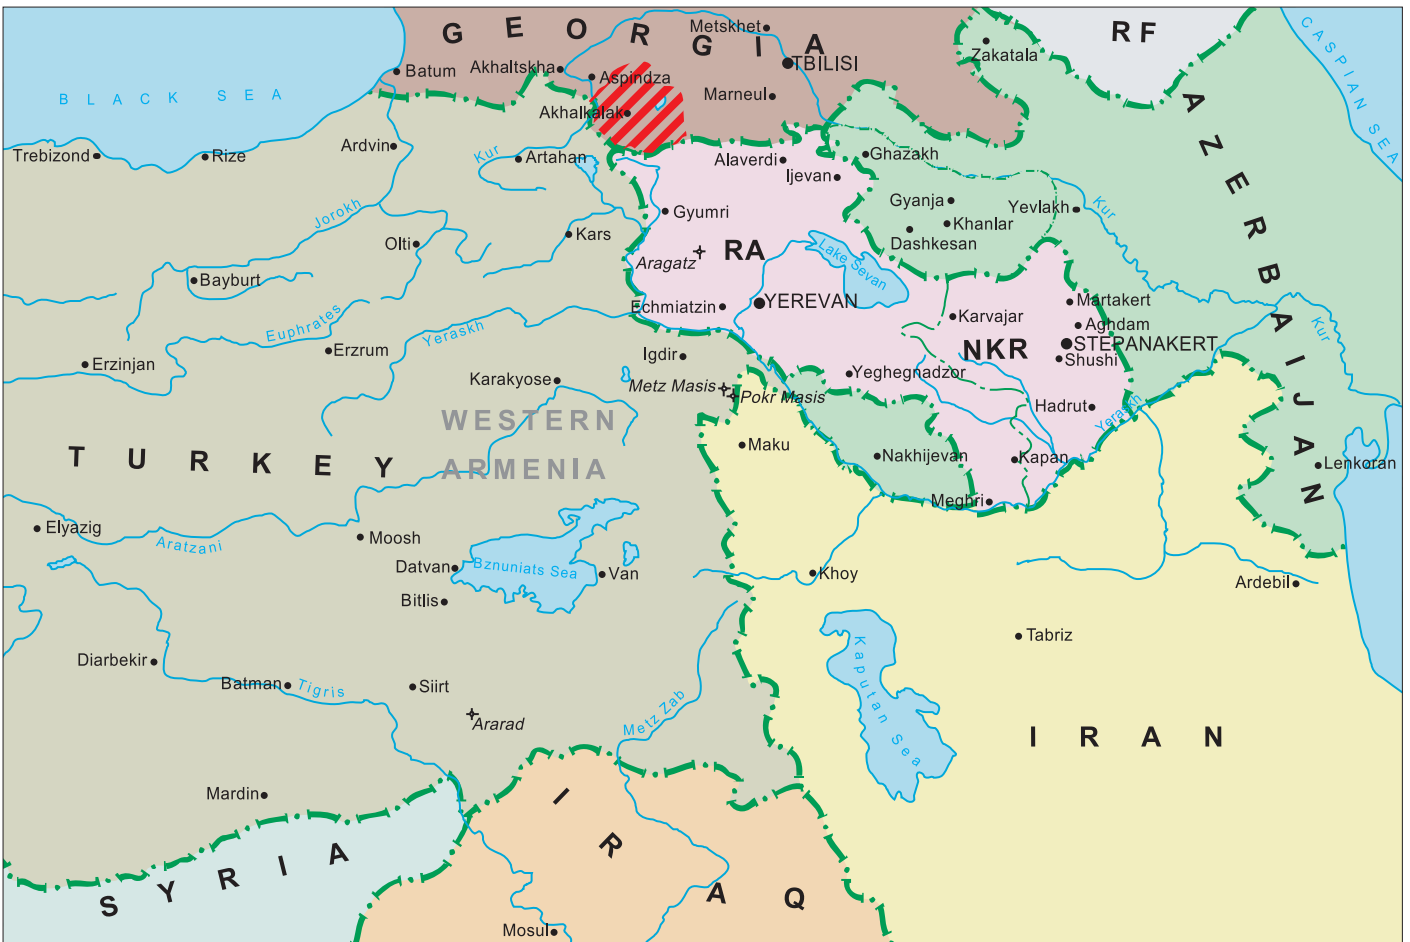 GEORGIA
RF
Metskhet
TBILISI
Zakatala
CASPIAN SEA
Akhaltskha
Batum
Aspindza
BLACK SEA
Marneul
AZERBAIJAN
Akhalkalak
Trebizond
Rize
Ardvin
Kur
Artahan
Alaverdi
Ghazakh
Ijevan
Jorokh
Gyumri
Gyanja
Yevlakh
Kur
Khanlar
Olti
Kars
Dashkesan
RA
Aragatz
Lake Sevan
Bayburt
Echmiatzin
YEREVAN
Martakert
Karvajar
Euphrates
Yeraskh
Aghdam
Kur
STEPANAKERT
NKR
Erzrum
Igdir
Shushi
Erzinjan
Yeghegnadzor
Karakyose
Metz Masis
Pokr Masis
Hadrut
Yeraskh
WESTERN
ARMENIA
Maku
TURKEY
Nakhijevan
Kapan
Lenkoran
Meghri
Elyazig
Moosh
Aratzani
Datvan
Bznuniats Sea
Van
Khoy
Ardebil
Bitlis
Tabriz
Kaputan Sea
Diarbekir
Batman
Tigris
Siirt
Ararad
Metz Zab
IRAN
Mardin
IRAQ
SYRIA
Mosul